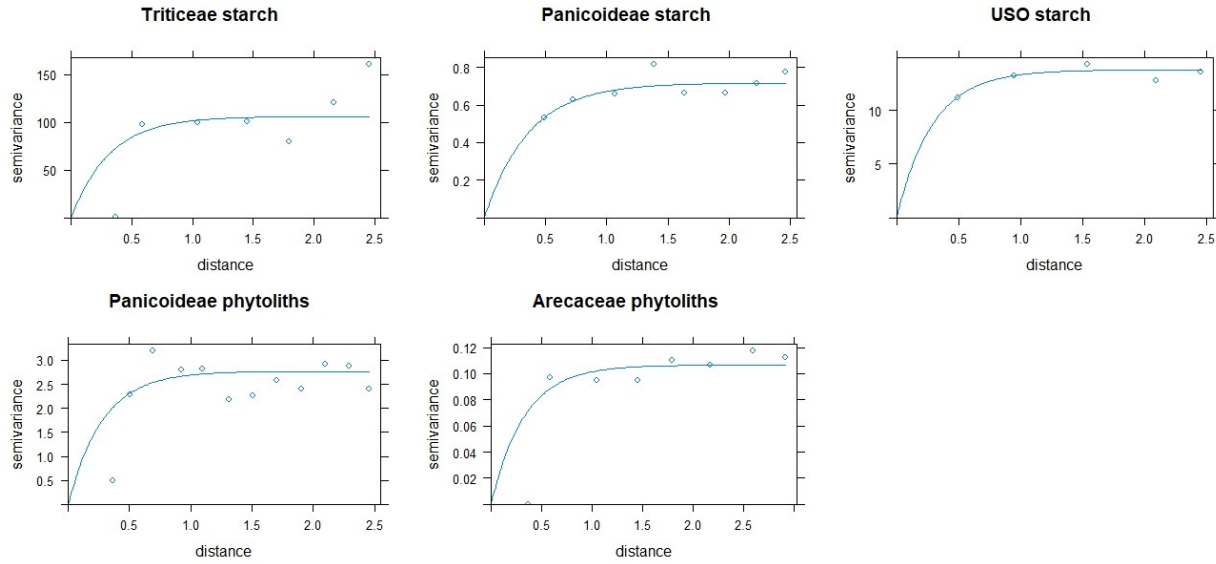 Triticeae starch
150
100
50
semivariance
0.5 1.0 1.5 2.0 2.5
distance
Panicoideae starch
0.8
0.6
0.4
0.2
semivariance
0.5 1.0 1.5 2.0 2.5
distance
USO starch
10
5
semivariance
0.5 1.0 1.5 2.0 2.5
distance
Panicoideae phytoliths
3.0
2.5
2.0
1.5
1.0
0.5
semivariance
0.5 1.0 1.5 2.0 2.5
distance
Arecaceae phytoliths
0.12
0.10
0.08
0.06
0.04
0.02
semivariance
0.5 1.0 1.5 2.0 2.5
distance